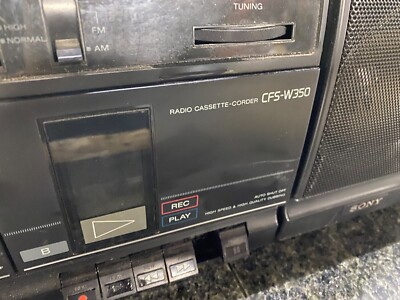 TUNING
HIGH
NORMAL
FM
AM
RADIO CASSETTE-CORDER CFS-W350
REC
PLAY
AUTO SHUT OFF
HIGH SPEED & HIGH QUALITY DUBBING
B
SONY